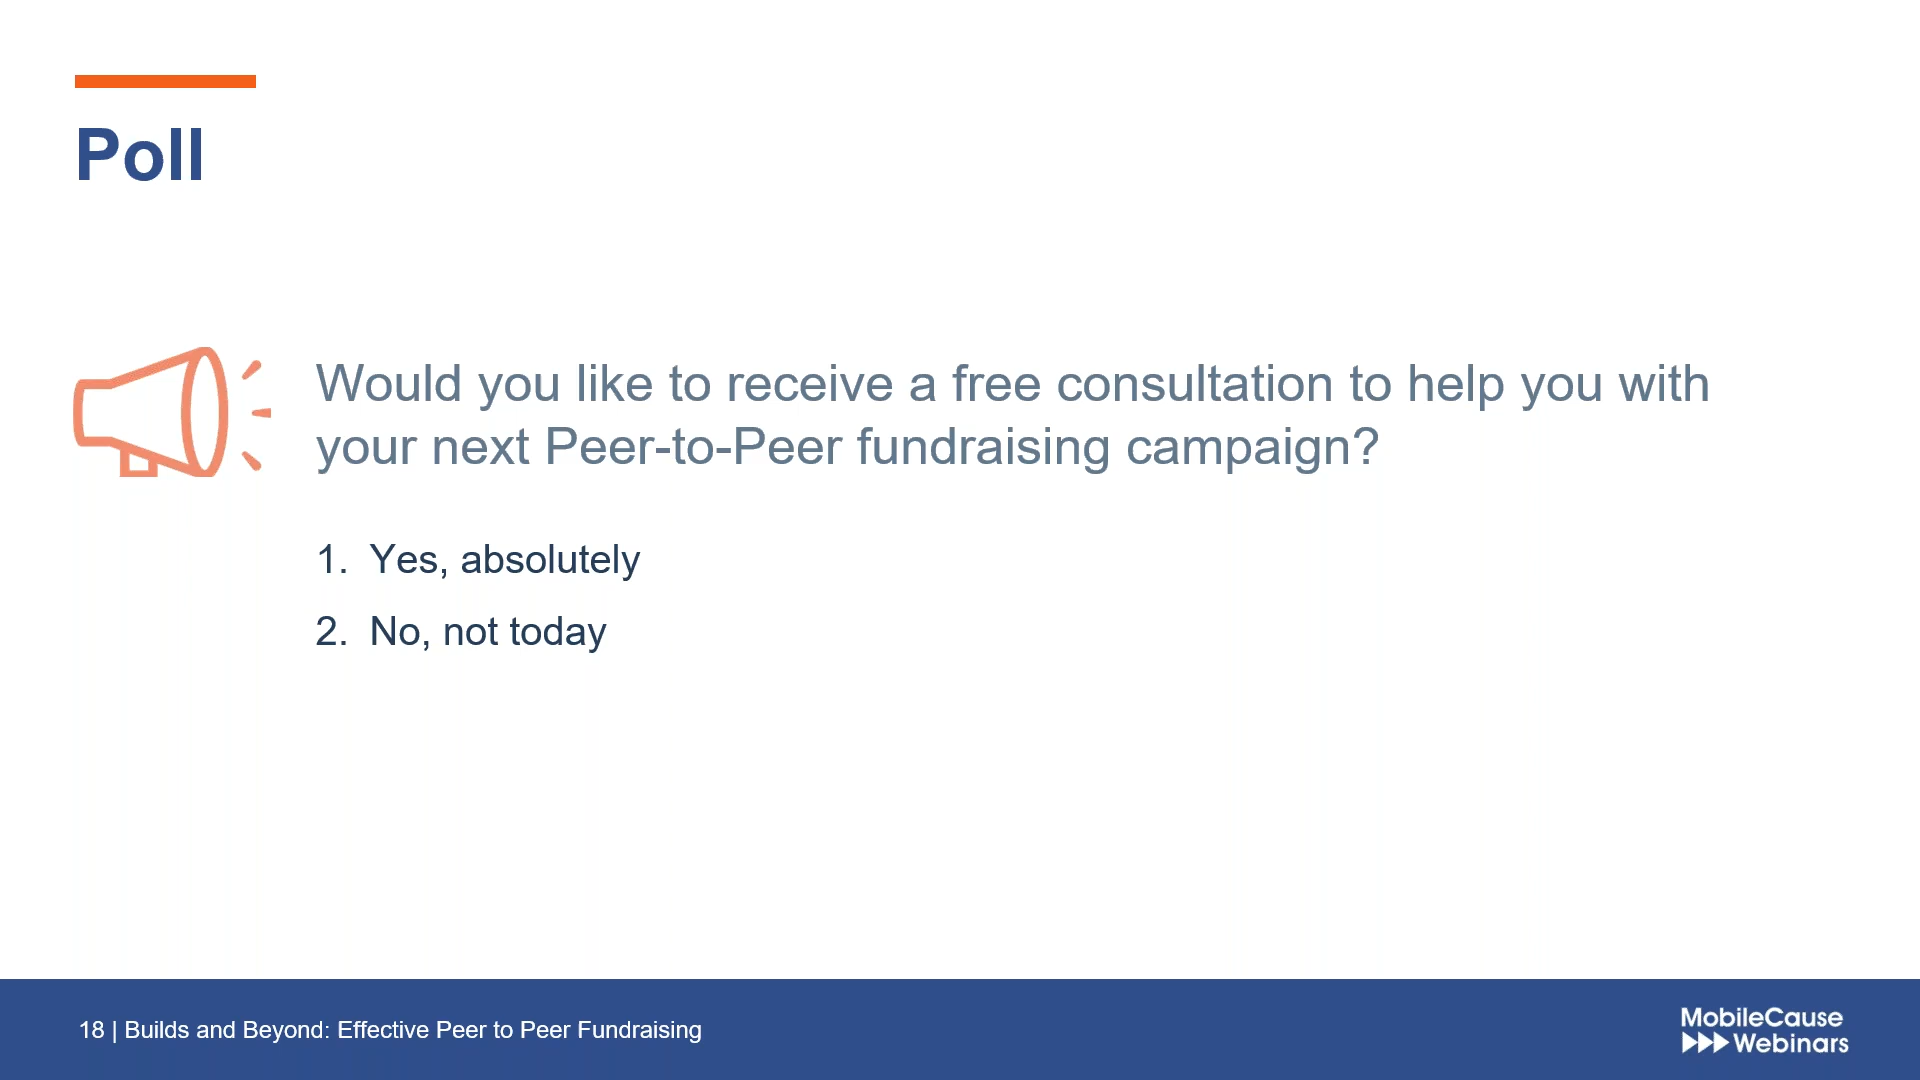 Poll
Would you like to receive a free consultation to help you with
your next Peer-to-Peer fundraising campaign?
1. Yes, absolutely
2. No, not today
18 | Builds and Beyond: Effective Peer to Peer Fundraising
MobileCause
Webinars